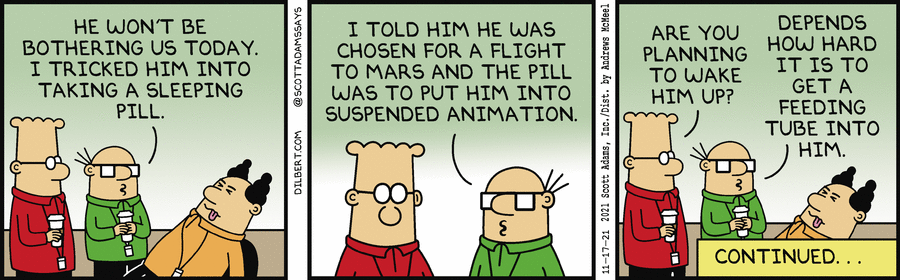 HE WON'T BE
BOTHERING US TODAY.
I TRICKED HIM INTO
TAKING A SLEEPING
PILL.
DILBERT.COM @SCOTTADAMSSAYS
I TOLD HIM HE WAS
CHOSEN FOR A FLIGHT
TO MARS AND THE PILL
WAS TO PUT HIM INTO
SUSPENDED ANIMATION.
11-17-21 2021 Scott Adams, Inc./Dist. by Andrews McMeel
ARE YOU
PLANNING
TO WAKE
HIM UP?
DEPENDS
HOW HARD
IT IS TO
GET A
FEEDING
TUBE INTO
HIM.
CONTINUED...